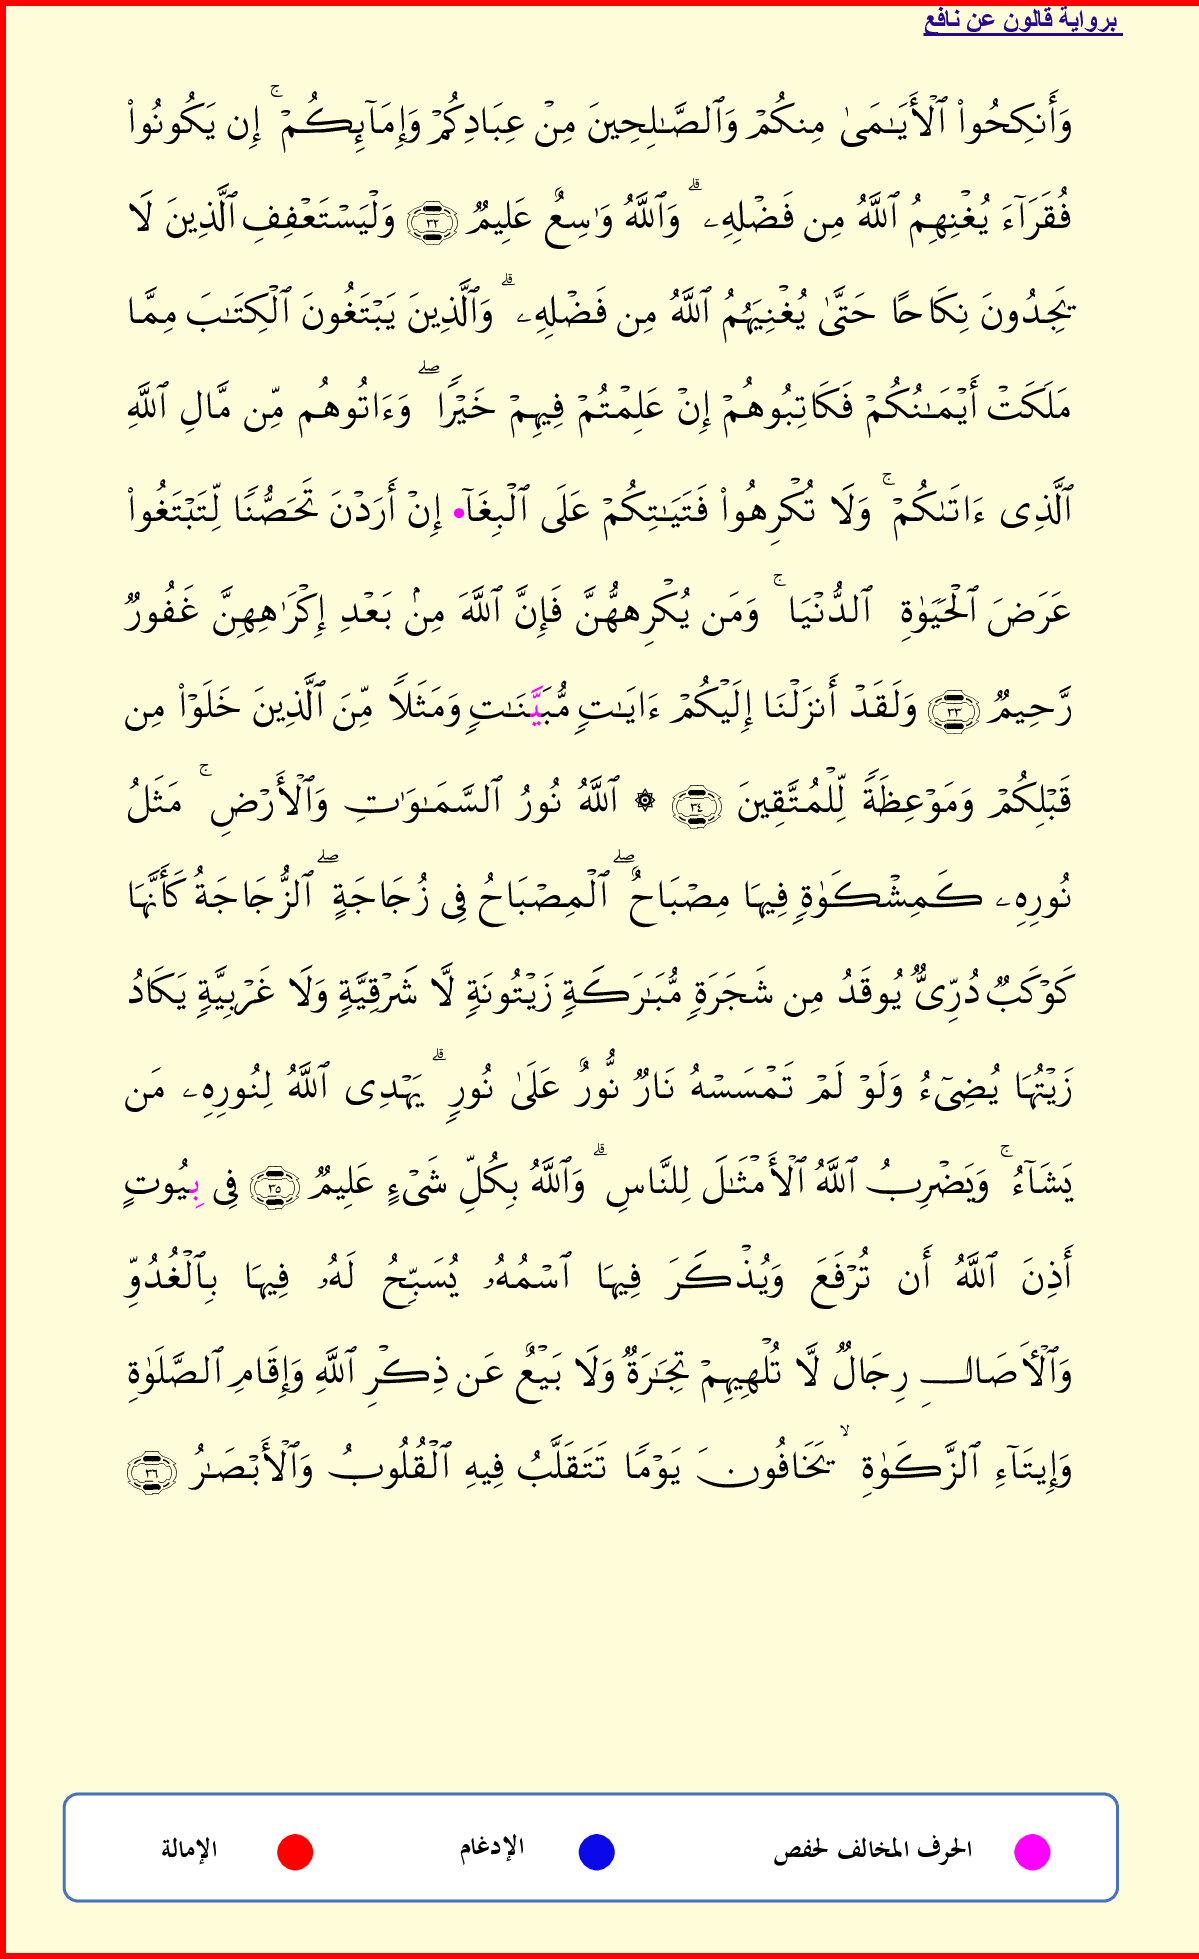 برواية قالون عن نافع
وَأَنكِحُوا۟ ٱلْأَيَـٰمَىٰ مِنكُمْ وَٱلصَّـٰلِحِينَ مِنْ عِبَادِكُمْ وَإِمَآئِكُمْ ۚ إِن يَكُونُوا۟
فُقَرَآءَ يُغْنِهِمُ ٱللَّهُ مِن فَضْلِهِۦ ۗ وَٱللَّهُ وَٰسِعٌ عَلِيمٌ ٣٢ وَلْيَسْتَعْفِفِ ٱلَّذِينَ لَا
يَجِدُونَ نِكَاحًا حَتَّىٰ يُغْنِيَهُمُ ٱللَّهُ مِن فَضْلِهِۦ ۗ وَٱلَّذِينَ يَبْتَغُونَ ٱلْكِتَـٰبَ مِمَّا
مَلَكَتْ أَيْمَـٰنُكُمْ فَكَاتِبُوهُمْ إِنْ عَلِمْتُمْ فِيهِمْ خَيْرًا ۖ وَءَاتُوهُم مِّن مَّالِ ٱللَّهِ
ٱلَّذِى ءَاتَىٰكُمْ ۚ وَلَا تُكْرِهُوا۟ فَتَيَـٰتِكُمْ عَلَى ٱلْبِغَآ• إِنْ أَرَدْنَ تَحَصُّنًا لِّتَبْتَغُوا۟
عَرَضَ ٱلْحَيَوٰةِ ٱلدُّنْيَا ۚ وَمَن يُكْرِههُّنَّ فَإِنَّ ٱللَّهَ مِنۢ بَعْدِ إِكْرَٰهِهِنَّ غَفُورٌ
رَّحِيمٌ ٣٣ وَلَقَدْ أَنزَلْنَا إِلَيْكُمْ ءَايَـٰتٍ مُّبَيَّنَـٰتٍ وَمَثَلًا مِّنَ ٱلَّذِينَ خَلَوْا۟ مِن
قَبْلِكُمْ وَمَوْعِظَةً لِّلْمُتَّقِينَ ٣٤ ۞ ٱللَّهُ نُورُ ٱلسَّمَـٰوَٰتِ وَٱلْأَرْضِ ۚ مَثَلُ
نُورِهِۦ كَمِشْكَوٰةٍ فِيهَا مِصْبَاحٌ ۖ ٱلْمِصْبَاحُ فِى زُجَاجَةٍ ۖ ٱلزُّجَاجَةُ كَأَنَّهَا
كَوْكَبٌ دُرِّىٌّ يُوقَدُ مِن شَجَرَةٍ مُّبَـٰرَكَةٍ زَيْتُونَةٍ لَّا شَرْقِيَّةٍ وَلَا غَرْبِيَّةٍ يَكَادُ
زَيْتُهَا يُضِىٓءُ وَلَوْ لَمْ تَمْسَسْهُ نَارٌ نُّورٌ عَلَىٰ نُورٍ ۗ يَهْدِى ٱللَّهُ لِنُورِهِۦ مَن
يَشَآءُ ۚ وَيَضْرِبُ ٱللَّهُ ٱلْأَمْثَـٰلَ لِلنَّاسِ ۗ وَٱللَّهُ بِكُلِّ شَىْءٍ عَلِيمٌ ٣٥ فِى بِيُوتٍ
أَذِنَ ٱللَّهُ أَن تُرْفَعَ وَيُذْكَرَ فِيهَا ٱسْمُهُۥ يُسَبِّحُ لَهُۥ فِيهَا بِٱلْغُدُوِّ
وَٱلْأَصَالِ رِجَالٌ لَّا تُلْهِيهِمْ تِجَـٰرَةٌ وَلَا بَيْعٌ عَن ذِكْرِ ٱللَّهِ وَإِقَامِ ٱلصَّلَوٰةِ
وَإِيتَآءِ ٱلزَّكَوٰةِ ۙ يَخَافُونَ يَوْمًا تَتَقَلَّبُ فِيهِ ٱلْقُلُوبُ وَٱلْأَبْصَـٰرُ ٣٦
الحرف المخالف لحفص الإدغام الإمالة